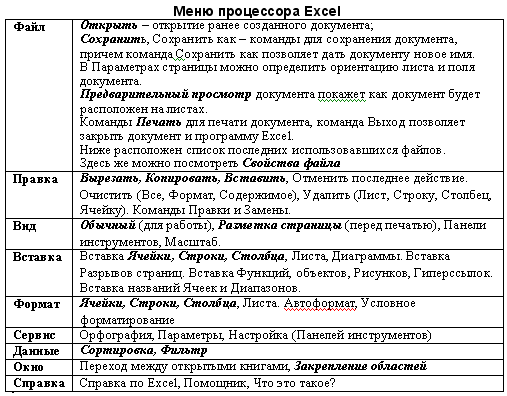 Меню процессора Excel
Файл
Открыть – открытие ранее созданного документа;
Сохранить, Сохранить как – команды для сохранения документа,
причем команда Сохранить как позволяет дать документу новое имя.
В Параметрах страницы можно определить ориентацию листа и поля
документа.
Предварительный просмотр документа покажет как документ будет
расположен на листах.
Команды Печать для печати документа, команда Выход позволяет
закрыть документ и программу Excel.
Ниже расположен список последних использовавшихся файлов.
Здесь же можно посмотреть Свойства файла
Правка
Вырезать, Копировать, Вставить, Отменить последнее действие.
Очистить (Все, Формат, Содержимое), Удалить (Лист, Строку, Столбец,
Ячейку). Команды Правки и Замены.
Вид
Обычный (для работы), Разметка страницы (перед печатью), Панели
инструментов, Масштаб.
Вставка
Вставка Ячейки, Строки, Столбца, Листа, Диаграммы. Вставка
Разрывов страниц. Вставка Функций, объектов, Рисунков, Гиперссылок.
Вставка названий Ячеек и Диапазонов.
Формат
Ячейки, Строки, Столбца, Листа. Автоформат, Условное
форматирование
Сервис
Орфография, Параметры, Настройка (Панелей инструментов)
Данные
Сортировка, Фильтр
Окно
Переход между открытыми книгами, Закрепление областей
Справка
Справка по Excel, Помощник, Что это такое?